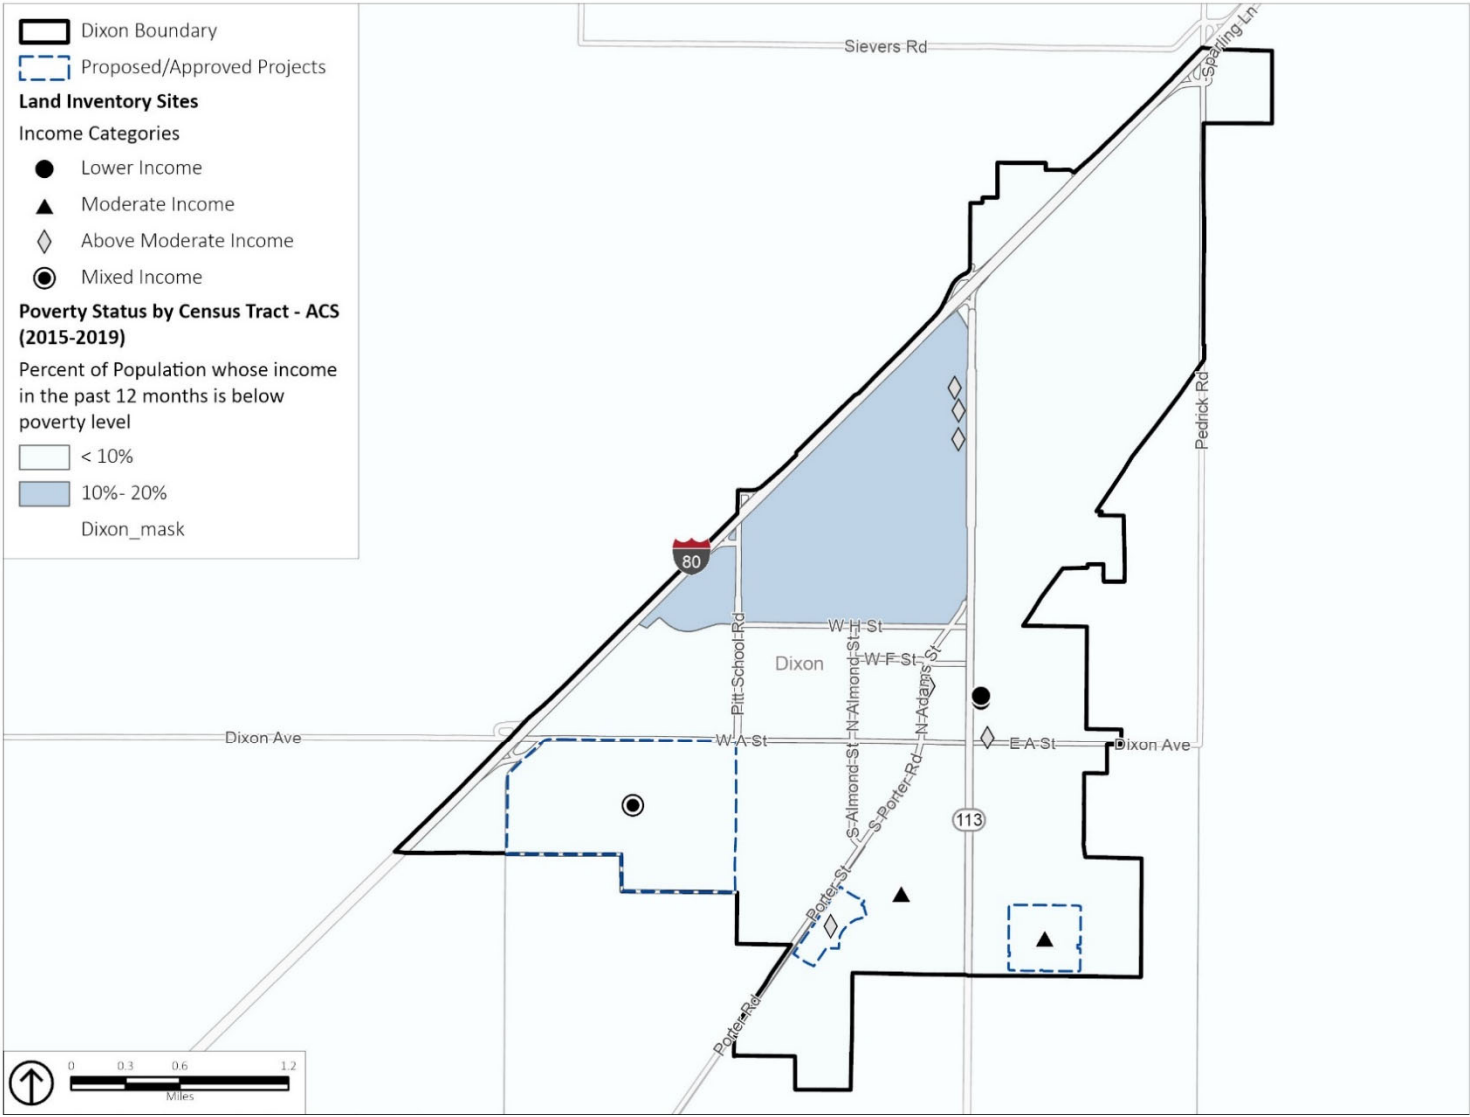 Dixon Boundary
Proposed/Approved Projects
Land Inventory Sites
Income Categories
Lower Income
Moderate Income
Above Moderate Income
Mixed Income
Poverty Status by Census Tract - ACS
(2015-2019)
Percent of Population whose income
in the past 12 months is below
poverty level
< 10%
10%- 20%
Dixon_mask
Sievers Rd
Sparling Ln
Pedrick Rd
80
Pitt School Rd
W H St
Dixon
W F St
N Almond St
N Adams St
Dixon Ave
W A St
E A St
Dixon Ave
S Almond St
S Porter Rd
113
Porter St
Porter Rd
0 0.3 0.6 1.2
Miles